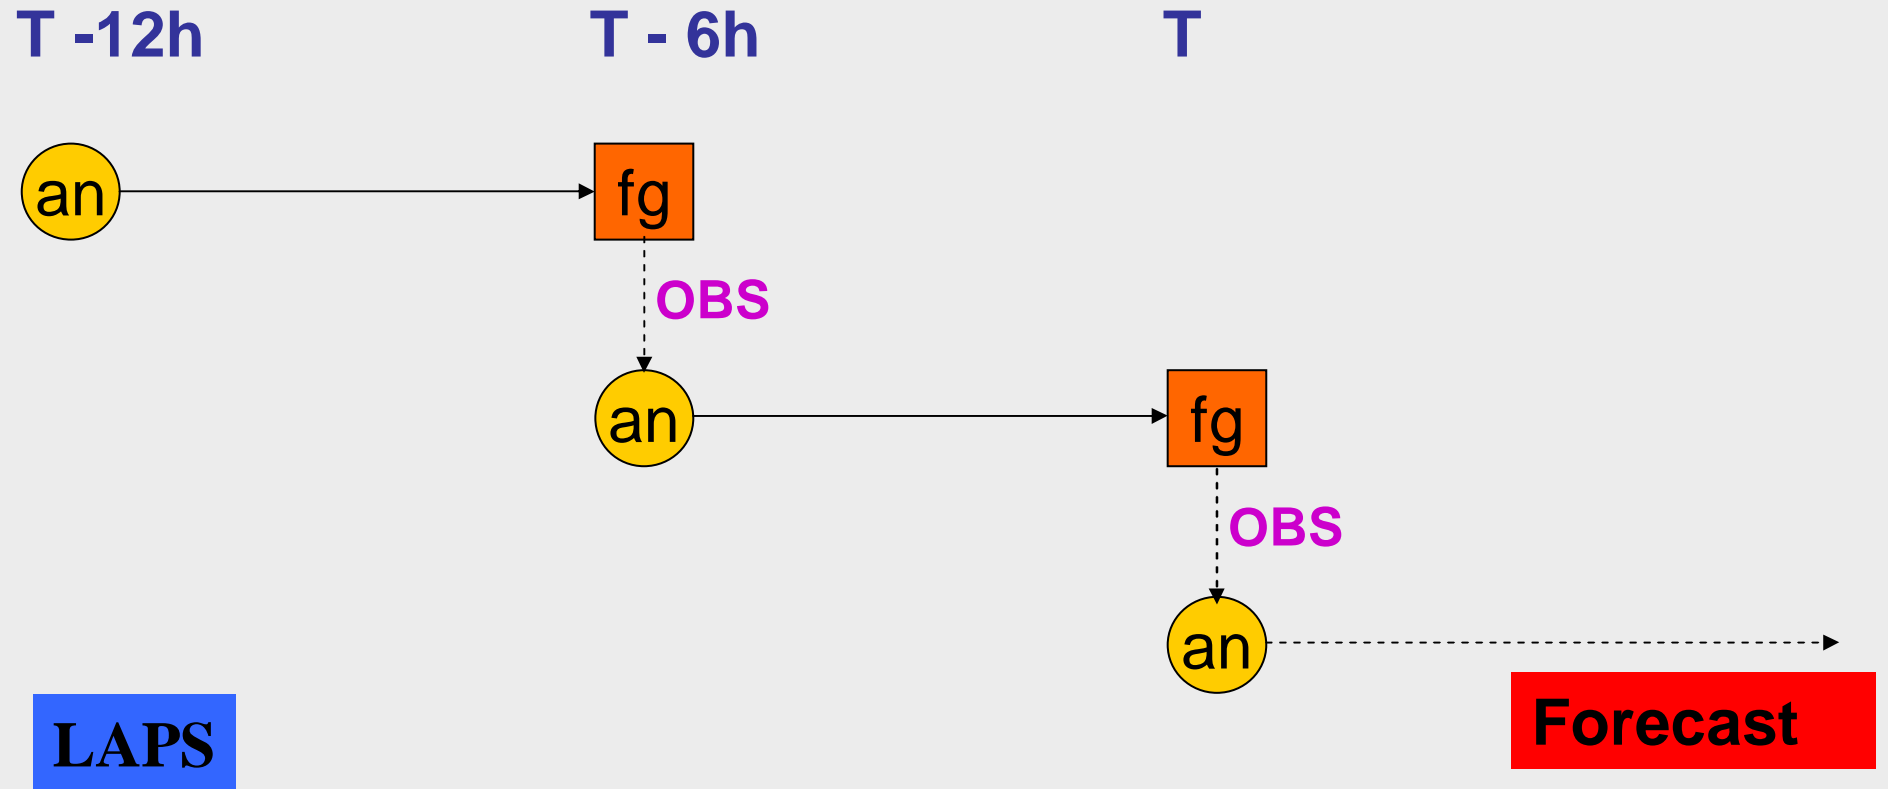 T -12h
T - 6h
T
an
fg
OBS
an
fg
OBS
an
LAPS
Forecast